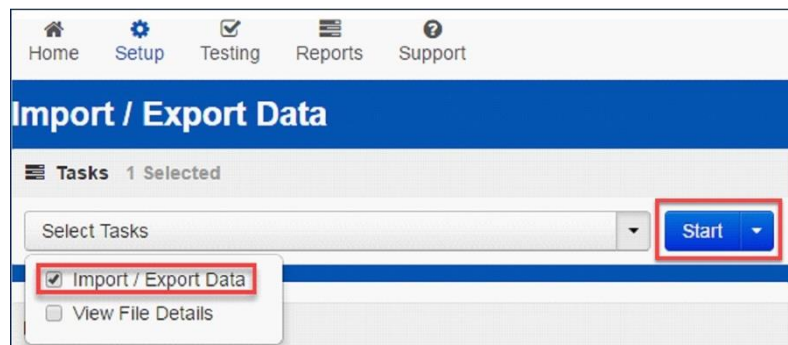 Home Setup Testing Reports Support
Import / Export Data
Tasks 1 Selected
Select Tasks Start
Import / Export Data
View File Details